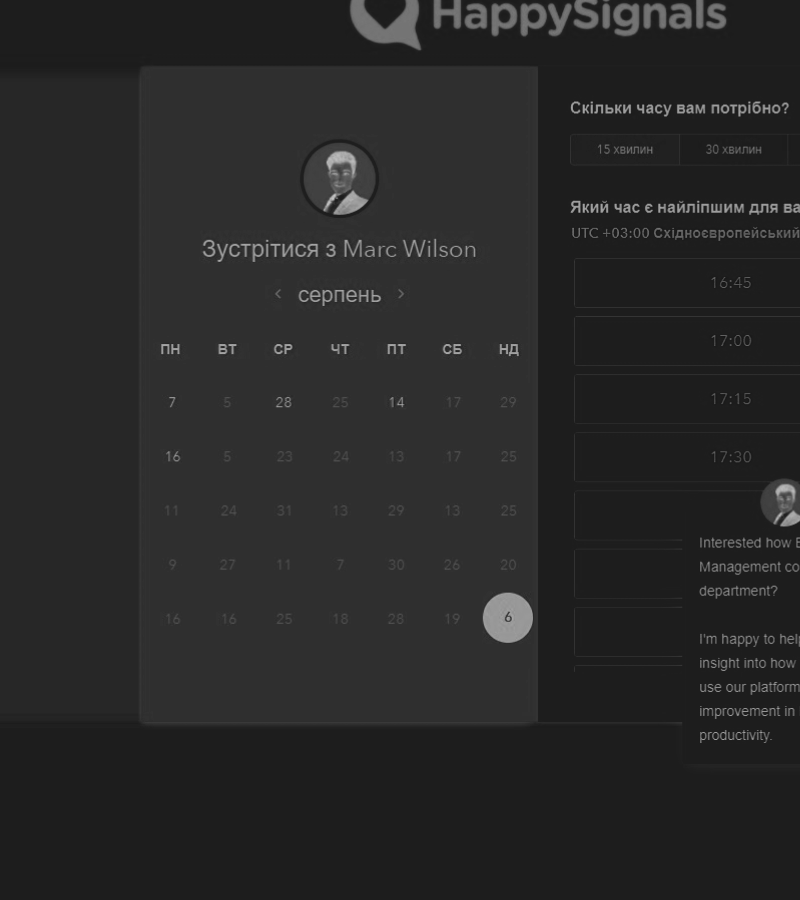 HappySignals
Зустрітися з Marc Wilson
серпень
ПН ВТ СР ЧТ ПТ СБ НД
7 5 28 25 14 17 29
16 5 23 24 13 17 25
11 24 31 13 29 13 25
9 27 11 7 30 26 20
16 16 25 18 28 19 6
Скільки часу вам потрібно?
15 хвилин 30 хвилин
Який час є найліпшим для ва
UTC +03:00 Східноєвропейський
16:45
17:00
17:15
17:30
Interested how E
Management co
department?
I'm happy to help
insight into how
use our platform
improvement in
productivity.